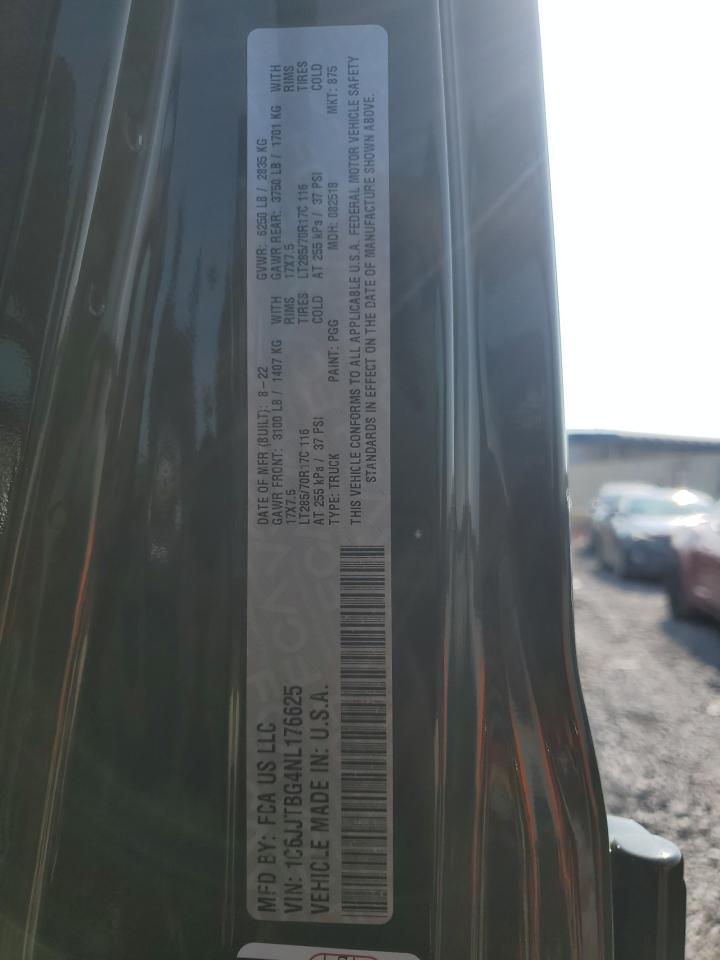 MFD BY: FCA US LLC
VIN: 1C6JJTBG4NL176625
VEHICLE MADE IN: U.S.A.
DATE OF MFR (BUILT): 8-22 GVWR: 6250 LB / 2835 KG
GAWR FRONT: 3100 LB / 1407 KG WITH GAWR REAR: 3750 LB / 1701 KG WITH
17X7.5 RIMS 17X7.5 RIMS
LT285/70R17C 116 TIRES LT285/70R17C 116 TIRES
AT 255 kPa / 37 PSI COLD AT 255 kPa / 37 PSI COLD
TYPE: TRUCK PAINT: PGG MDH: 082518 MKT: 875
THIS VEHICLE CONFORMS TO ALL APPLICABLE U.S.A. FEDERAL MOTOR VEHICLE SAFETY
STANDARDS IN EFFECT ON THE DATE OF MANUFACTURE SHOWN ABOVE.